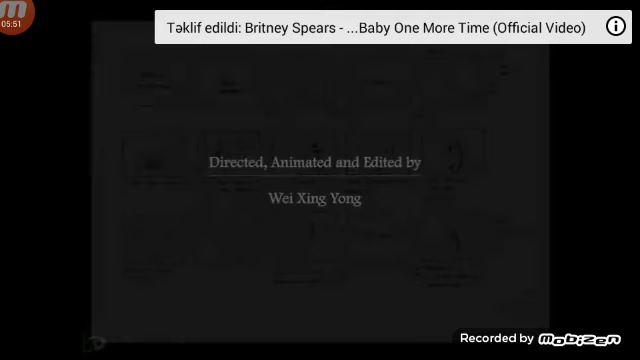 05:51
Təklif edildi: Britney Spears - ...Baby One More Time (Official Video)
Directed, Animated and Edited by
Wei Xing Yong
Recorded by mobizen